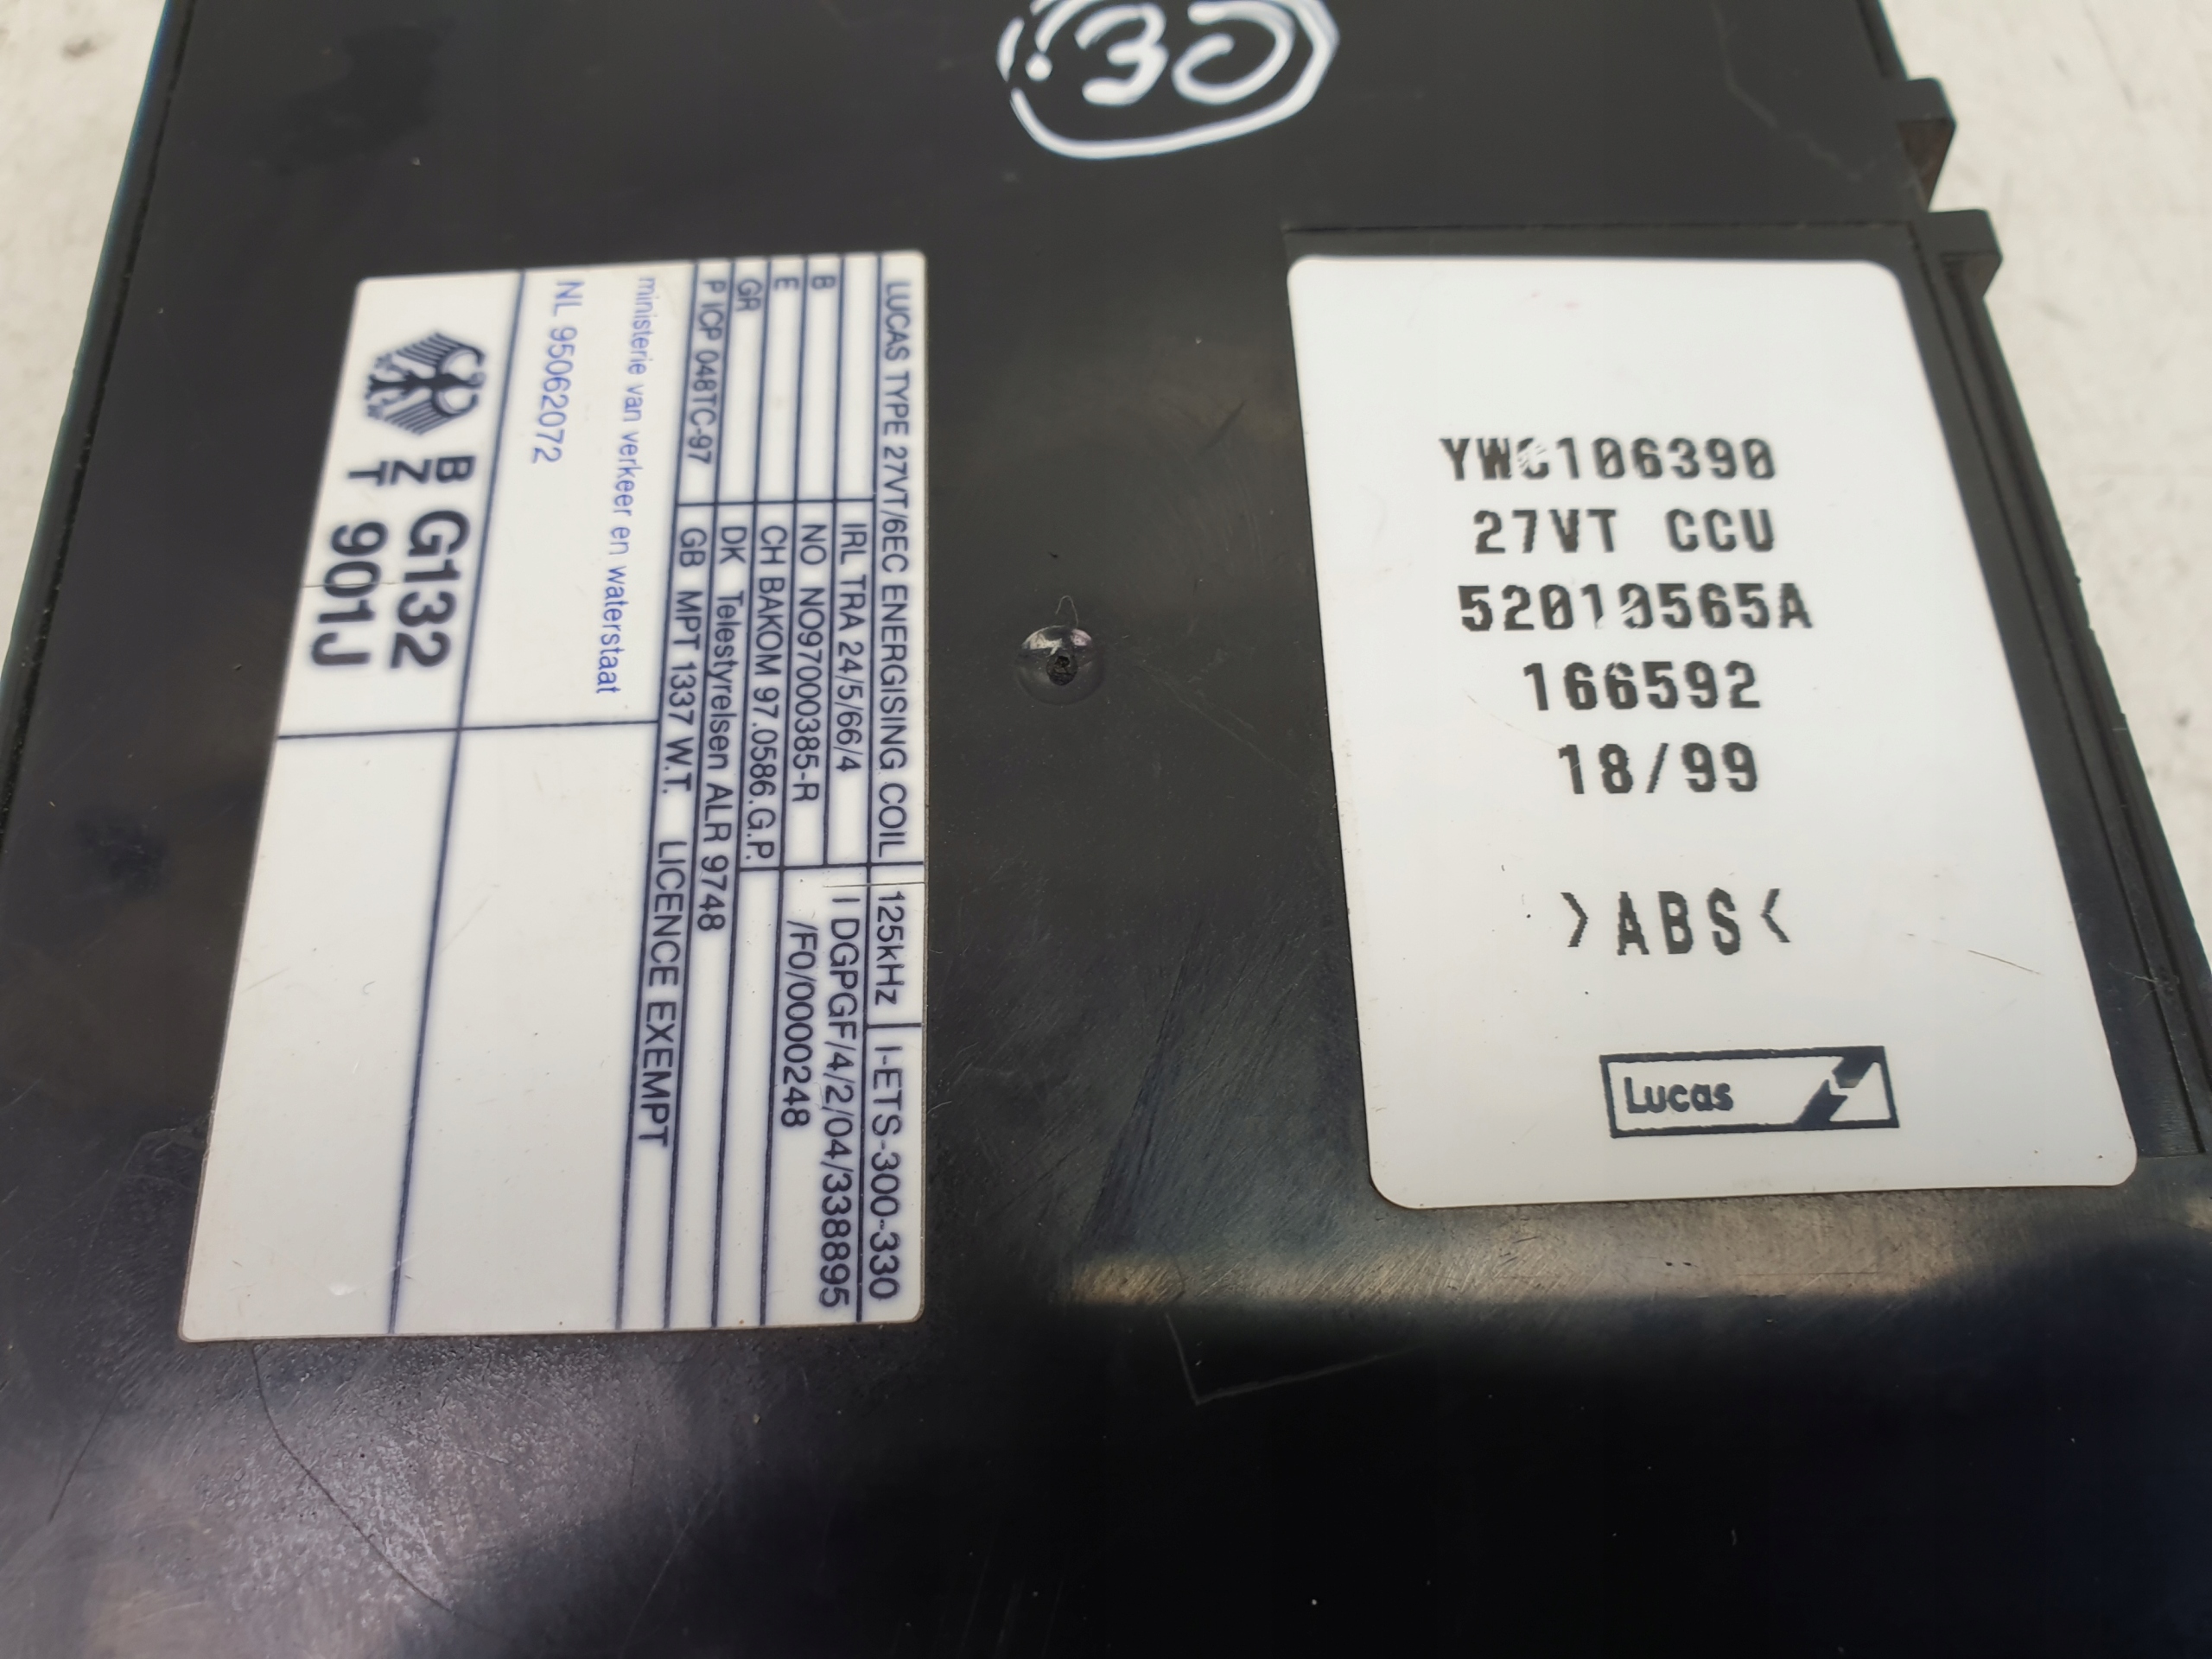 30
YWC106390
27VT CCU
52010565A
166592
18/99
>ABS<
Lucas
LUCAS TYPE 27VT/6EC ENERGISING COIL 125kHz I-ETS-300-330
IRL TRA 24/5/66/4 I DGPGF/4/2/04/338895
B NO NO97000385-R /F0/0000248
E CH BAKOM 97.0586.G.P.
GR DK Telestyrelsen ALR 9748
P ICP 048TC-97 GB MPT 1337 W.T. LICENCE EXEMPT
ministerie van verkeer en waterstaat
NL 95062072
B G132
Z
T 901J